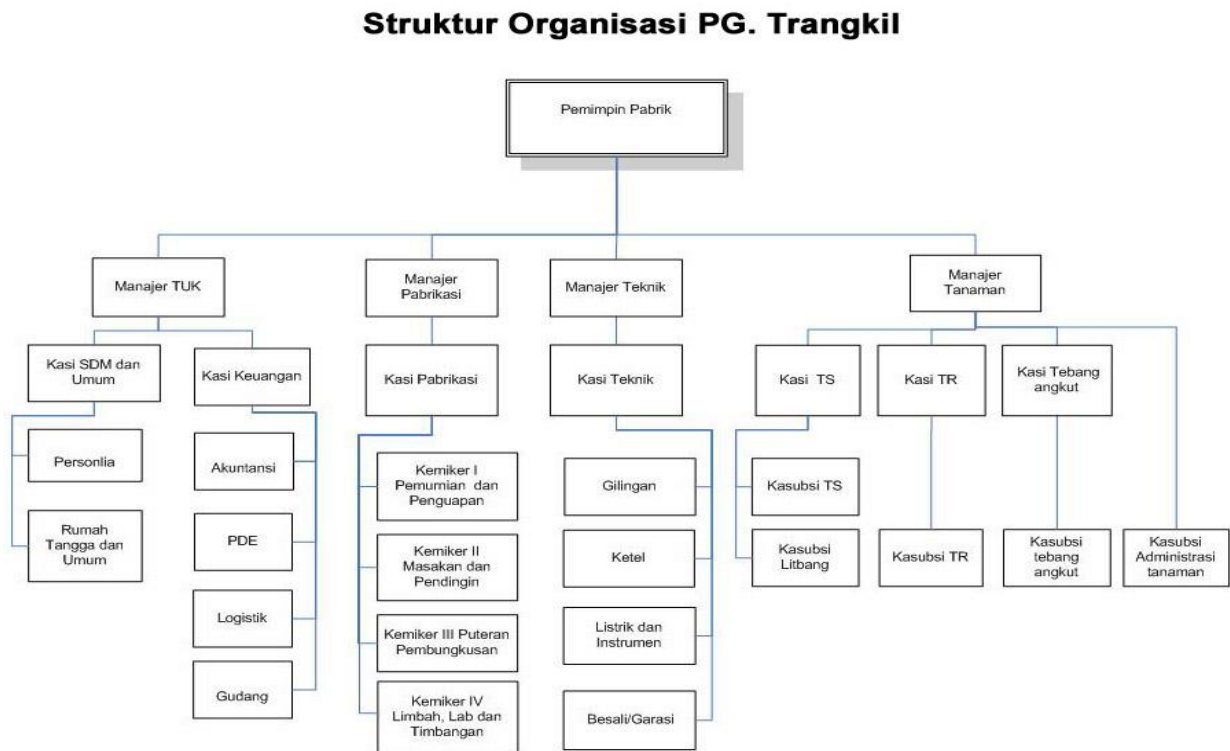 Struktur Organisasi PG. Trangkil
Pemimpin Pabrik
Manajer TUK
Manajer
Pabrikasi
Manajer Teknik
Manajer
Tanaman
Kasi SDM dan
Umum
Kasi Keuangan
Kasi Pabrikasi
Kasi Teknik
Kasi TS
Kasi TR
Kasi Tebang
angkut
Personlia
Rumah
Tangga dan
Umum
Akuntansi
PDE
Logistik
Gudang
Kemiker I
Pemurnian dan
Penguapan
Kemiker II
Masakan dan
Pendingin
Kemiker III Puteran
Pembungkusan
Kemiker IV
Limbah, Lab dan
Timbangan
Gilingan
Ketel
Listrik dan
Instrumen
Besali/Garasi
Kasubsi TS
Kasubsi
Litbang
Kasubsi TR
Kasubsi
tebang
angkut
Kasubsi
Administrasi
tanaman